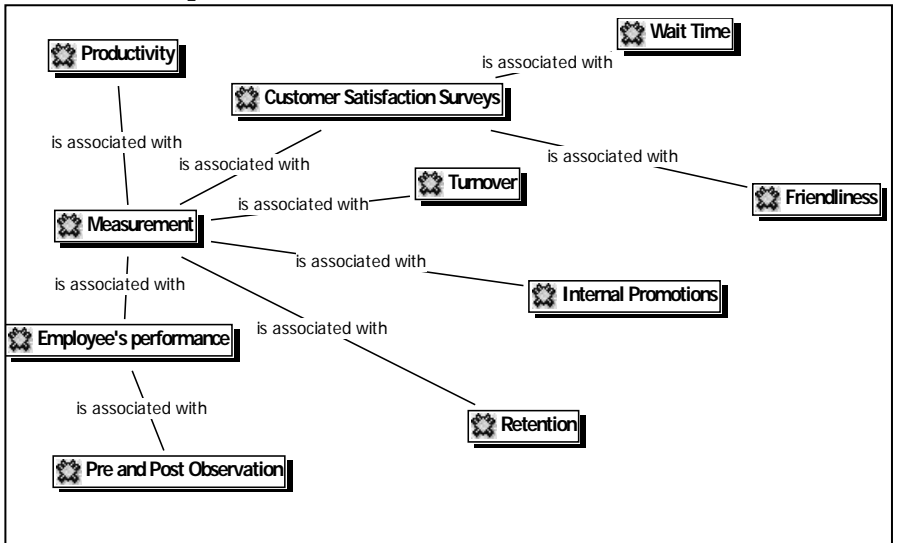 Wait Time
Productivity
is associated with
Customer Satisfaction Surveys
is associated with
is associated with
is associated with
Turnover
Friendliness
is associated with
Measurement
is associated with
is associated with
Internal Promotions
is associated with
Employee's performance
is associated with
Retention
Pre and Post Observation